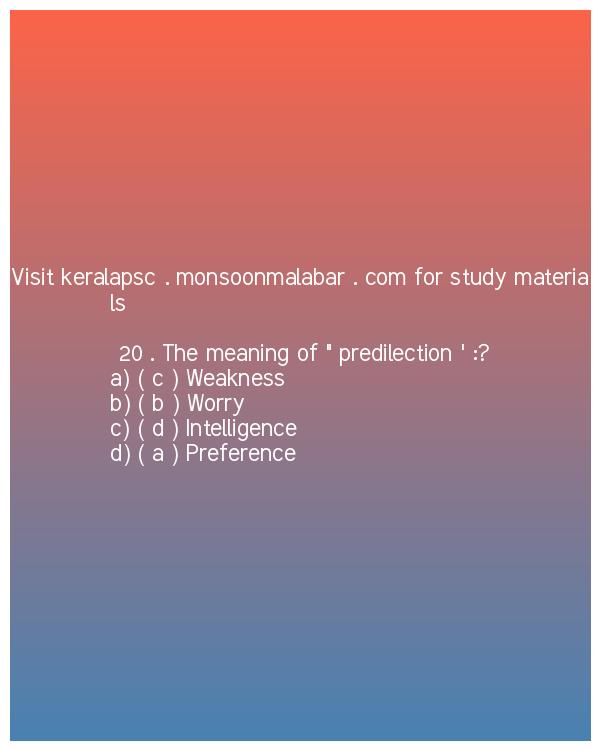 Visit keralapsc . monsoonmalabar . com for study materia
ls
20 . The meaning of " predilection ' :?
a) ( c ) Weakness
b) ( b ) Worry
c) ( d ) Intelligence
d) ( a ) Preference